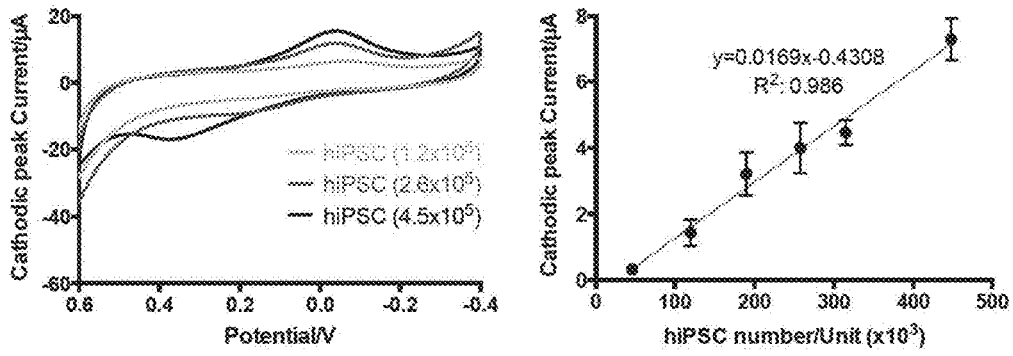 Cathodic peak Current/µA
20
0
-20
-40
-60
0.6
0.4
0.2
0.0
-0.2
-0.4
Potential/V
hiPSC (1.2x10⁵)
hiPSC (2.6x10⁵)
hiPSC (4.5x10⁵)
Cathodic peak Current/µA
8
6
4
2
0
0
100
200
300
400
500
hiPSC number/Unit (x10³)
y=0.0169x-0.4308
R²: 0.986